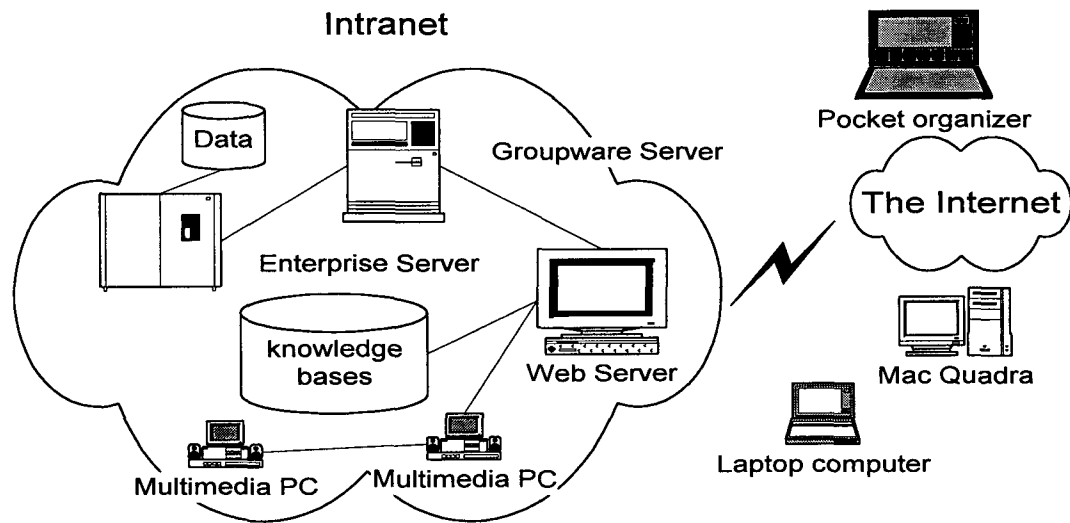 Intranet
Data
Groupware Server
Enterprise Server
knowledge
bases
Web Server
Multimedia PC
Multimedia PC
Pocket organizer
The Internet
Mac Quadra
Laptop computer